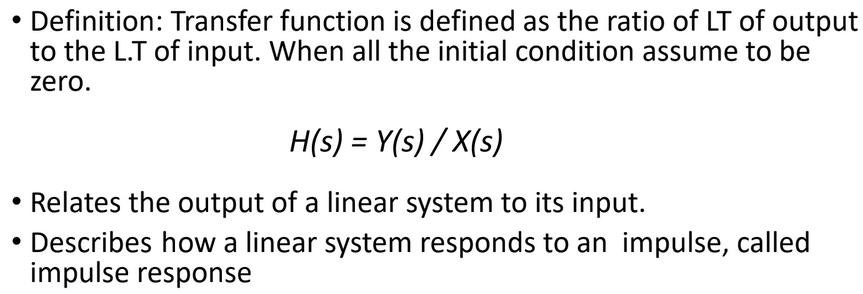 • Definition: Transfer function is defined as the ratio of LT of output
to the L.T of input. When all the initial condition assume to be
zero.
H(s) = Y(s) / X(s)
• Relates the output of a linear system to its input.
• Describes how a linear system responds to an impulse, called
impulse response